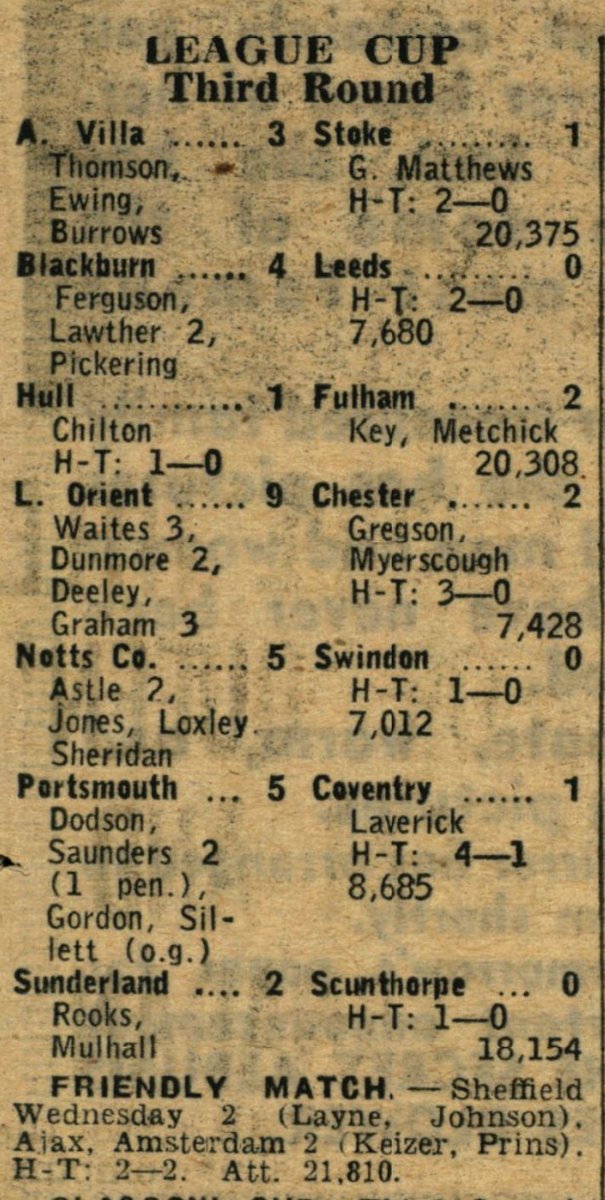 LEAGUE CUP
Third Round
A. Villa ...... 3 Stoke ......... 1
Thomson, G. Matthews
Ewing, H-T: 2—0
Burrows 20,375
Blackburn ...... 4 Leeds ......... 0
Ferguson, H-T: 2—0
Lawther 2, 7,680
Pickering
Hull ............ 1 Fulham ........ 2
Chilton Key, Metchick
H-T: 1—0 20,308
L. Orient ...... 9 Chester ....... 2
Waites 3, Gregson,
Dunmore 2, Myerscough
Deeley, H-T: 3—0
Graham 3 7,428
Notts Co. ...... 5 Swindon ...... 0
Astle 2, H-T: 1—0
Jones, Loxley. 7,012
Sheridan
Portsmouth ... 5 Coventry ...... 1
Dodson, Laverick
Saunders 2 H-T: 4—1
(1 pen.), 8,685
Gordon, Sil-
lett (o.g.)
Sunderland .... 2 Scunthorpe ... 0
Rooks, H-T: 1—0
Mulhall 18,154
FRIENDLY MATCH. — Sheffield
Wednesday 2 (Layne, Johnson),
Ajax, Amsterdam 2 (Keizer, Prins).
H-T: 2—2. Att. 21,810.